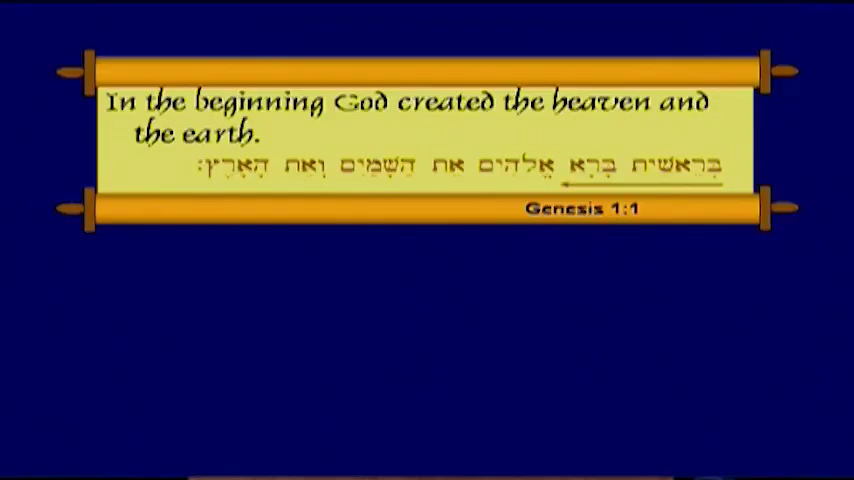 In the beginning God created the heaven and
the earth.
בְּרֵאשִׁית בָּרָא אֱלֹהִים אֵת הַשָּׁמַיִם וְאֵת הָאָרֶץ׃
Genesis 1:1